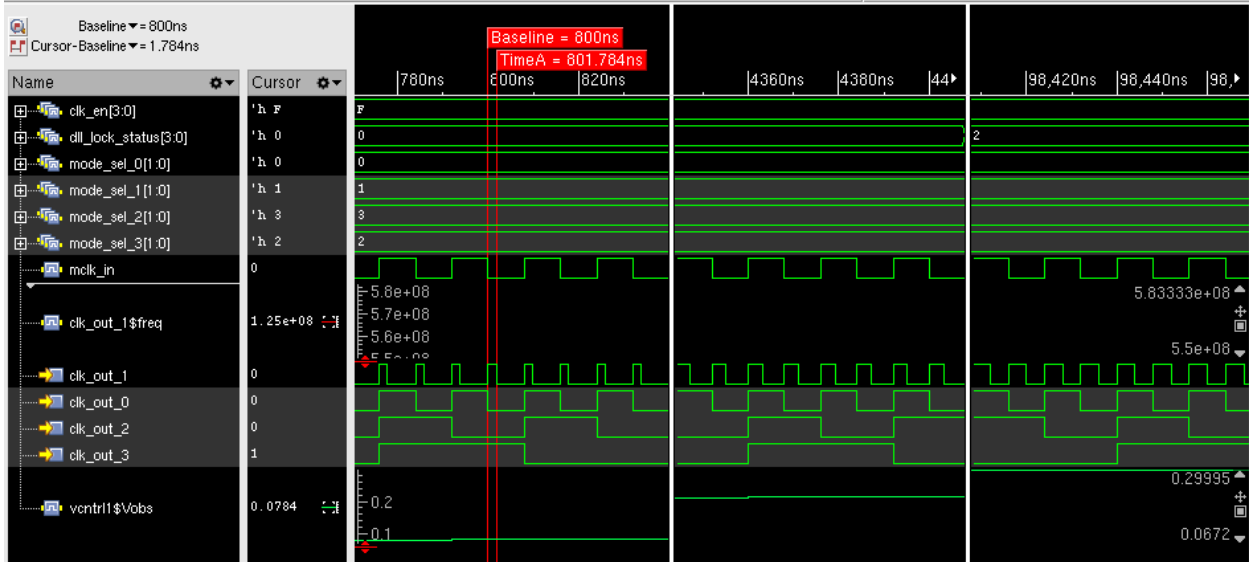 Baseline▼= 800ns
Cursor-Baseline▼= 1.784ns
Baseline = 800ns
TimeA = 801.784ns
Name Cursor |780ns 800ns |820ns |4360ns |4380ns |44 |98,420ns |98,440ns |98,
clk_en[3:0] 'h F F
dll_lock_status[3:0] 'h 0 0 2
mode_sel_0[1:0] 'h 0 0
mode_sel_1[1:0] 'h 1 1
mode_sel_2[1:0] 'h 3 3
mode_sel_3[1:0] 'h 2 2
mclk_in 0
5.8e+08 5.83333e+08
5.7e+08
clk_out_1$freq 1.25e+08
5.6e+08
5.5e+08
clk_out_1 0
clk_out_0 0
clk_out_2 0
clk_out_3 1
0.29995
vcntrl1$Vobs 0.0784 0.2
0.1 0.0672